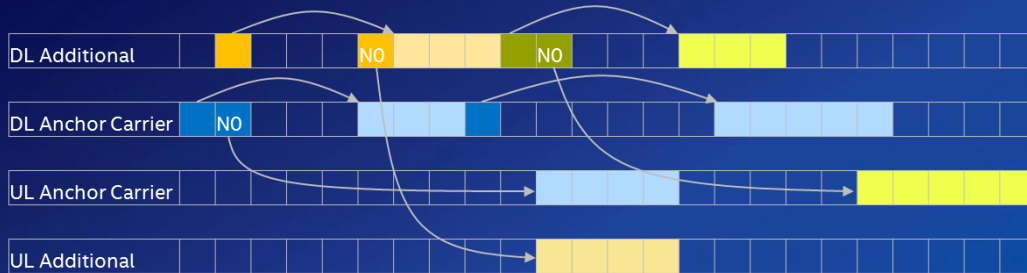 DL Additional N0 N0
DL Anchor Carrier N0
UL Anchor Carrier
UL Additional